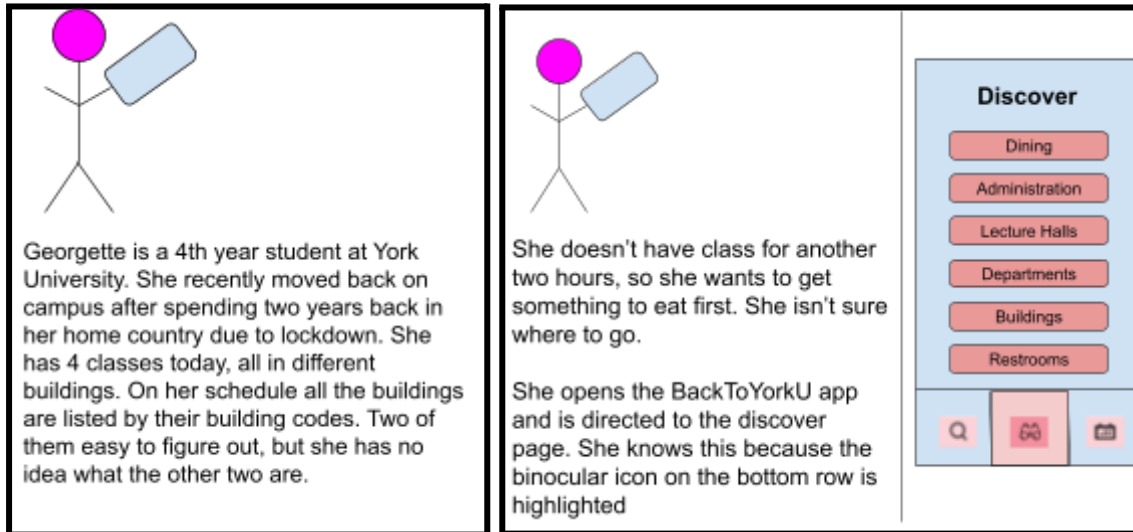 Georgette is a 4th year student at York
University. She recently moved back on
campus after spending two years back in
her home country due to lockdown. She
has 4 classes today, all in different
buildings. On her schedule all the buildings
are listed by their building codes. Two of
them easy to figure out, but she has no
idea what the other two are.
She doesn't have class for another
two hours, so she wants to get
something to eat first. She isn't sure
where to go.
She opens the BackToYorkU app
and is directed to the discover
page. She knows this because the
binocular icon on the bottom row is
highlighted
Discover
Dining
Administration
Lecture Halls
Departments
Buildings
Restrooms